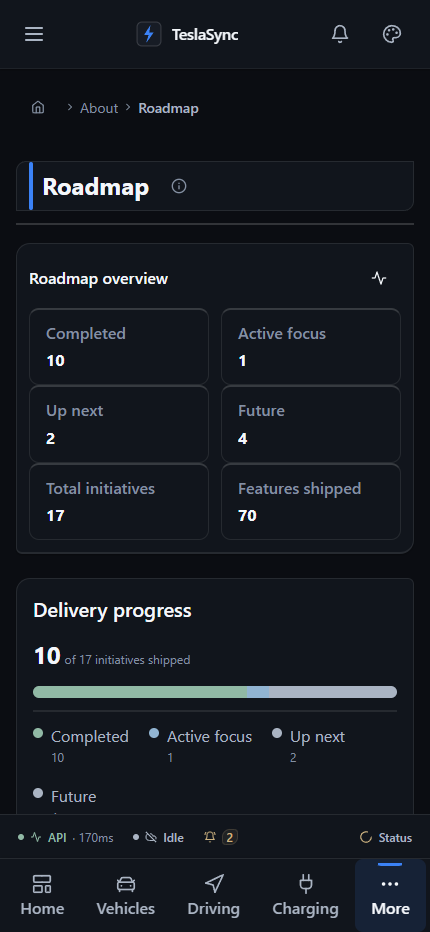 TeslaSync
About
Roadmap
Roadmap
Roadmap overview
Completed
10
Active focus
1
Up next
2
Future
4
Total initiatives
17
Features shipped
70
Delivery progress
10 of 17 initiatives shipped
Completed
10
Active focus
1
Up next
2
Future
API · 170ms
Idle
2
Status
Home
Vehicles
Driving
Charging
More